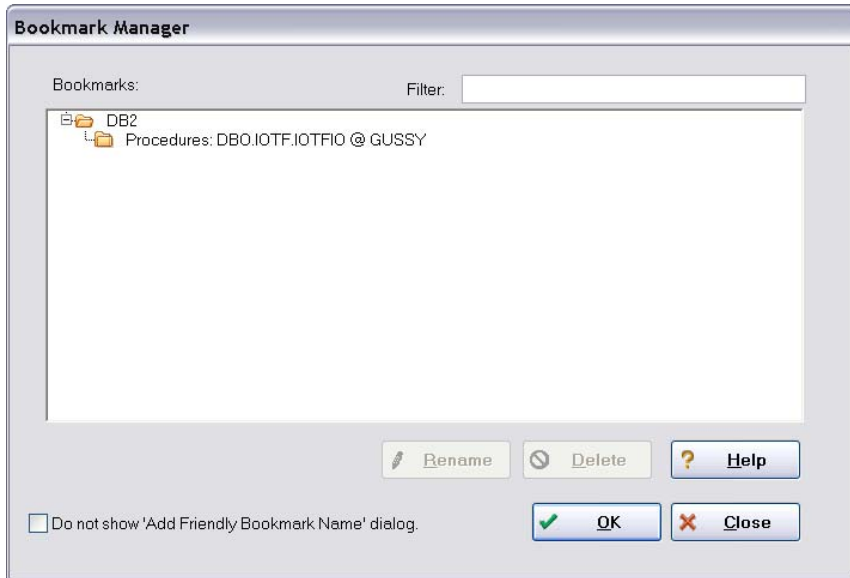 Bookmark Manager
Bookmarks:
Filter:
DB2
Procedures: DBO.IOTF.IOTFIO @ GUSSY
Rename
Delete
? Help
Do not show 'Add Friendly Bookmark Name' dialog.
OK
Close